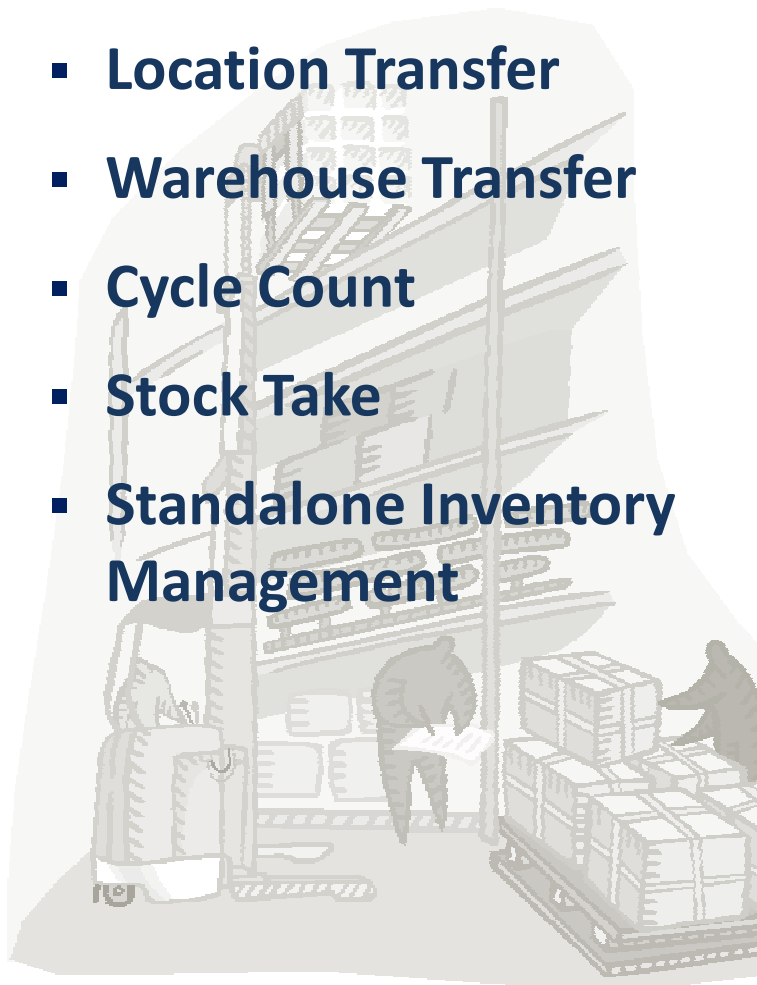 ▪ Location Transfer
▪ Warehouse Transfer
▪ Cycle Count
▪ Stock Take
▪ Standalone Inventory
Management